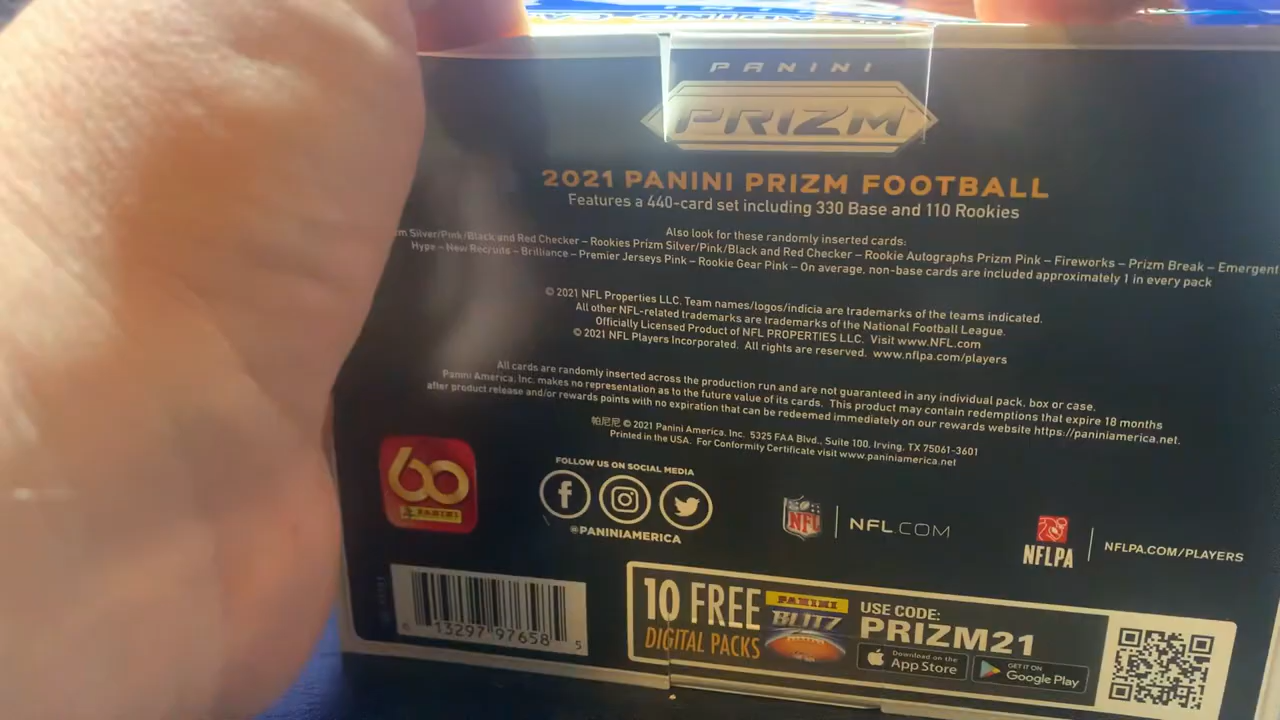 PANINI
PRIZM
2021 PANINI PRIZM FOOTBALL
Features a 440-card set including 330 Base and 110 Rookies
Also look for these randomly inserted cards:
Silver/Pink/Black and Red Checker – Rookies Prizm Silver/Pink/Black and Red Checker – Rookie Autographs Prizm Pink – Fireworks – Prizm Break – Emergent
Hype – New Recruits – Brilliance – Premier Jerseys Pink – Rookie Gear Pink – On average, non-base cards are included approximately 1 in every pack
© 2021 NFL Properties LLC. Team names/logos/indicia are trademarks of the teams indicated.
All other NFL-related trademarks are trademarks of the National Football League.
Officially Licensed Product of NFL PROPERTIES LLC. Visit www.NFL.com
© 2021 NFL Players Incorporated. All rights are reserved. www.nflpa.com/players
All cards are randomly inserted across the production run and are not guaranteed in any individual pack, box or case.
Panini America, Inc. makes no representation as to the future value of its cards. This product may contain redemptions that expire 18 months
after product release and/or rewards points with no expiration that can be redeemed immediately on our rewards website https://paniniamerica.net.
帕尼尼 © 2021 Panini America, Inc. 5325 FAA Blvd., Suite 100, Irving, TX 75061-3601
Printed in the USA. For Conformity Certificate visit www.paniniamerica.net
60
PANINI
FOLLOW US ON SOCIAL MEDIA
@PANINIAMERICA
NFL
NFL.COM
NFLPA
NFLPA.COM/PLAYERS
6 13297 97658 5
10 FREE
DIGITAL PACKS
PANINI
BLITZ
USE CODE:
PRIZM21
Download on the
App Store
GET IT ON
Google Play